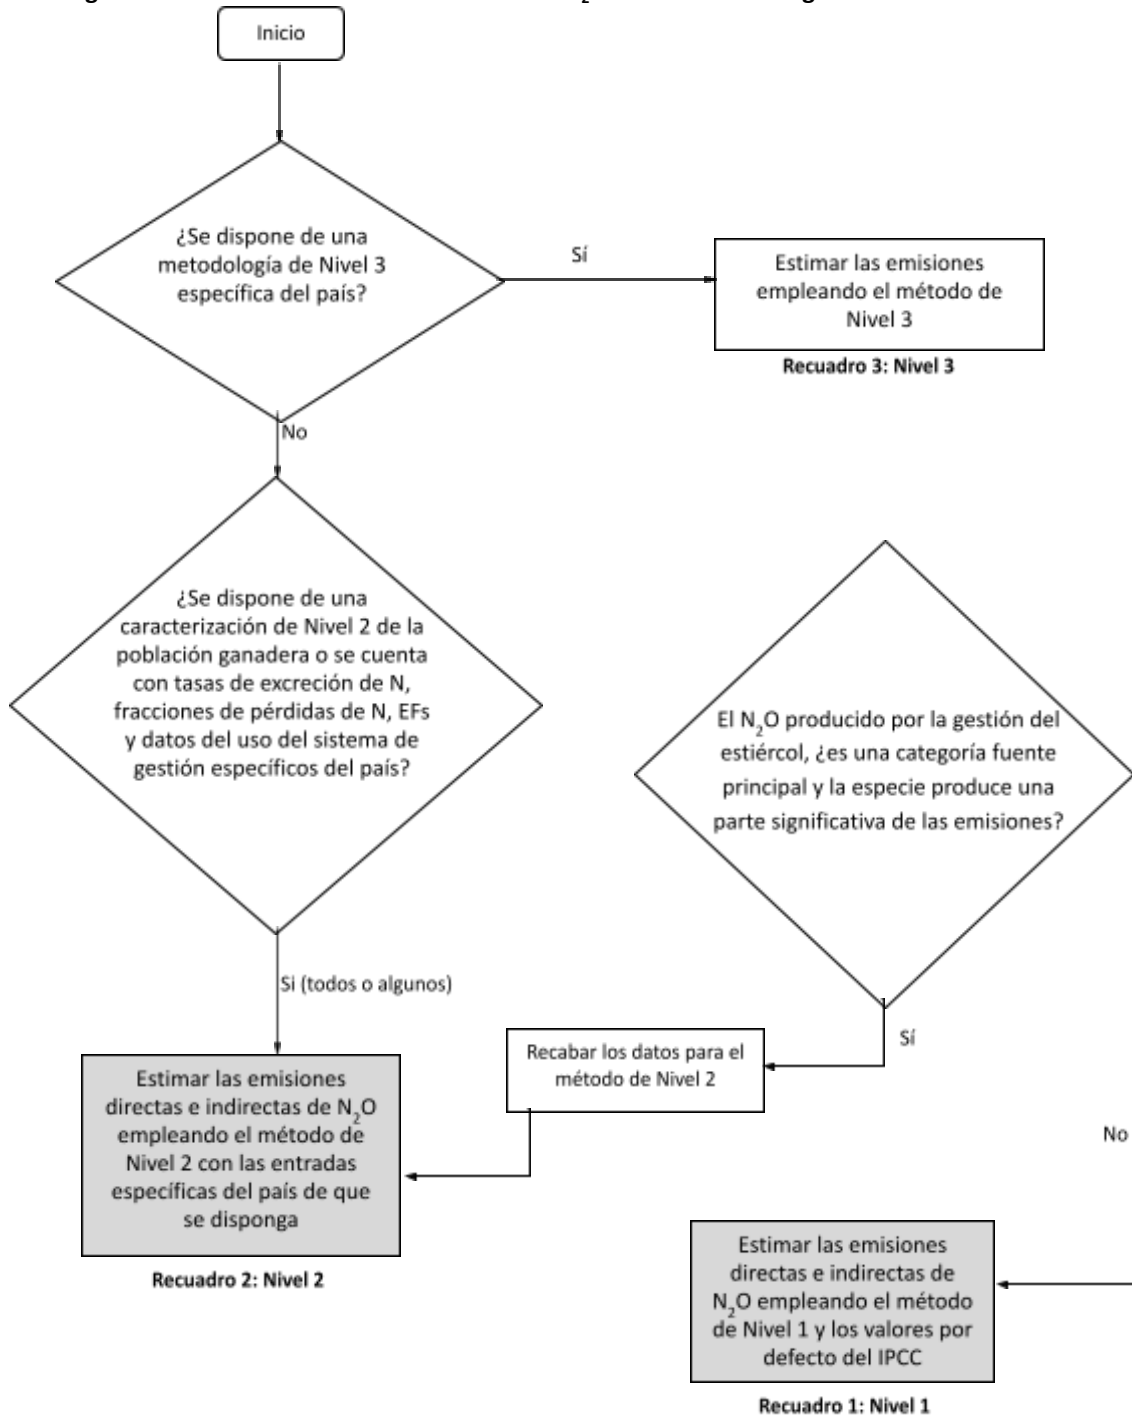 Inicio
¿Se dispone de una
metodología de Nivel 3
específica del país?
Sí
Estimar las emisiones
empleando el método de
Nivel 3
Recuadro 3: Nivel 3
No
¿Se dispone de una
caracterización de Nivel 2 de la
población ganadera o se cuenta
con tasas de excreción de N,
fracciones de pérdidas de N, EFs
y datos del uso del sistema de
gestión específicos del país?
El N₂O producido por la gestión del
estiércol, ¿es una categoría fuente
principal y la especie produce una
parte significativa de las emisiones?
Si (todos o algunos)
Sí
Recabar los datos para el
método de Nivel 2
Estimar las emisiones
directas e indirectas de N₂O
empleando el método de
Nivel 2 con las entradas
específicas del país de que
se disponga
Recuadro 2: Nivel 2
No
Estimar las emisiones
directas e indirectas de
N₂O empleando el método
de Nivel 1 y los valores por
defecto del IPCC
Recuadro 1: Nivel 1